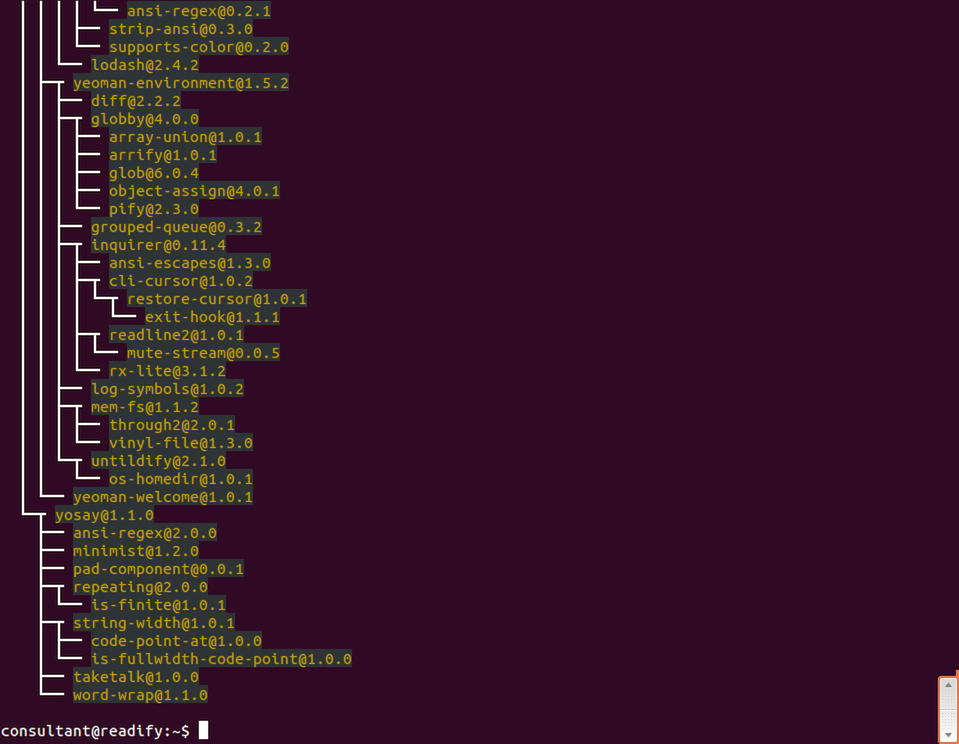 ansi-regex@0.2.1
strip-ansi@0.3.0
supports-color@0.2.0
lodash@2.4.2
yeoman-environment@1.5.2
diff@2.2.2
globby@4.0.0
array-union@1.0.1
arrify@1.0.1
glob@6.0.4
object-assign@4.0.1
pify@2.3.0
grouped-queue@0.3.2
inquirer@0.11.4
ansi-escapes@1.3.0
cli-cursor@1.0.2
restore-cursor@1.0.1
exit-hook@1.1.1
readline2@1.0.1
mute-stream@0.0.5
rx-lite@3.1.2
log-symbols@1.0.2
mem-fs@1.1.2
through2@2.0.1
vinyl-file@1.3.0
untildify@2.1.0
os-homedir@1.0.1
yeoman-welcome@1.0.1
yosay@1.1.0
ansi-regex@2.0.0
minimist@1.2.0
pad-component@0.0.1
repeating@2.0.0
is-finite@1.0.1
string-width@1.0.1
code-point-at@1.0.0
is-fullwidth-code-point@1.0.0
taketalk@1.0.0
word-wrap@1.1.0
consultant@readify:~$